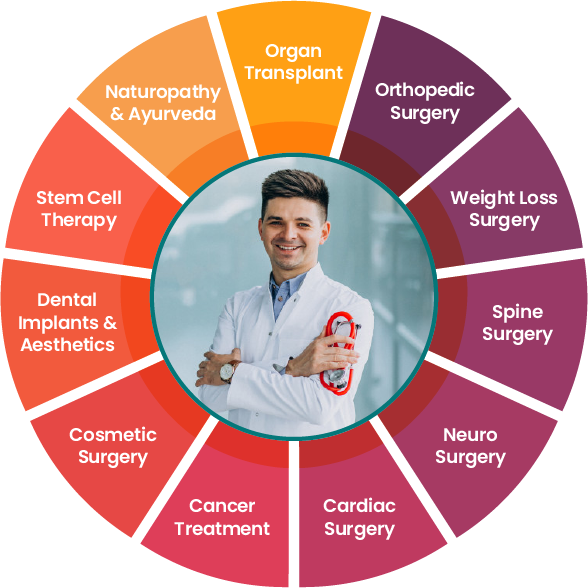 Organ
Transplant
Orthopedic
Surgery
Weight Loss
Surgery
Spine
Surgery
Neuro
Surgery
Cardiac
Surgery
Cancer
Treatment
Cosmetic
Surgery
Dental
Implants &
Aesthetics
Stem Cell
Therapy
Naturopathy
& Ayurveda